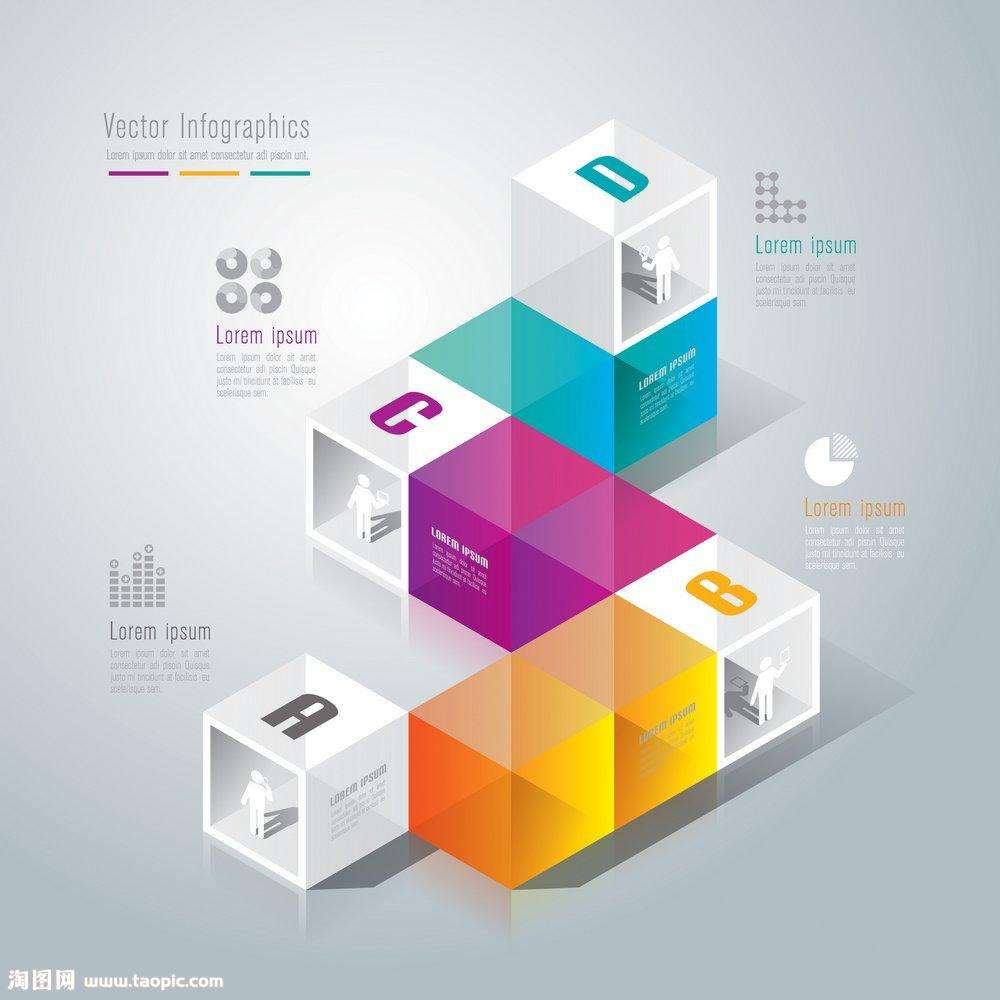 Vector Infographics
Lorem ipsum dolor sit amet consectetur adi piscin unt.
D
Lorem ipsum
Lorem ipsum dolor sit amet
consectetur adi piscin Quisque
justo mi tincidunt at facilisis eget
scelerisque sem.
Lorem ipsum
Lorem ipsum dolor sit amet
consectetur adi piscin Quisque
justo mi tincidunt at facilisis
eget scelerisque sem.
LOREM IPSUM
C
LOREM IPSUM
Lorem ipsum
Lorem ipsum dolor sit amet
consectetur adi piscin Quisque
justo mi tincidunt at facilisis eget
scelerisque sem.
B
Lorem ipsum
Lorem ipsum dolor sit amet
consectetur adi piscin Quisque
justo mi tincidunt at facilisis eget
scelerisque sem.
A
LOREM IPSUM
LOREM IPSUM
淘图网 www.taopic.com